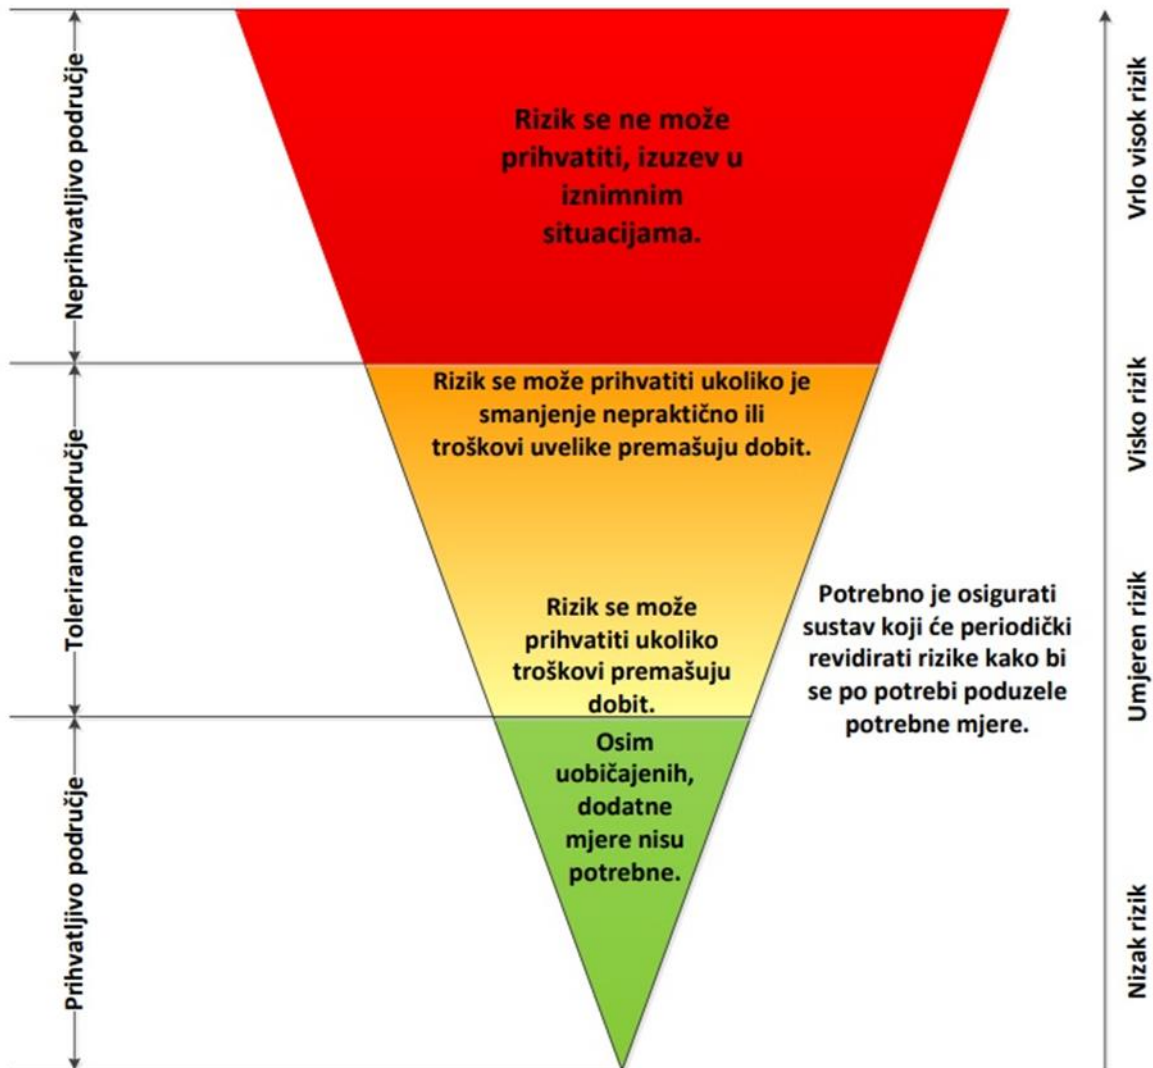 Neprihvatljivo područje
Rizik se ne može
prihvatiti, izuzev u
iznimnim
situacijama.
Vrlo visok rizik
Tolerirano područje
Rizik se može prihvatiti ukoliko je
smanjenje nepraktično ili
troškovi uvelike premašuju dobit.
Visko rizik
Rizik se može
prihvatiti ukoliko
troškovi premašuju
dobit.
Potrebno je osigurati
sustav koji će periodički
revidirati rizike kako bi
se po potrebi poduzele
potrebne mjere.
Umjeren rizik
Prihvatljivo područje
Osim
uobičajenih,
dodatne
mjere nisu
potrebne.
Nizak rizik